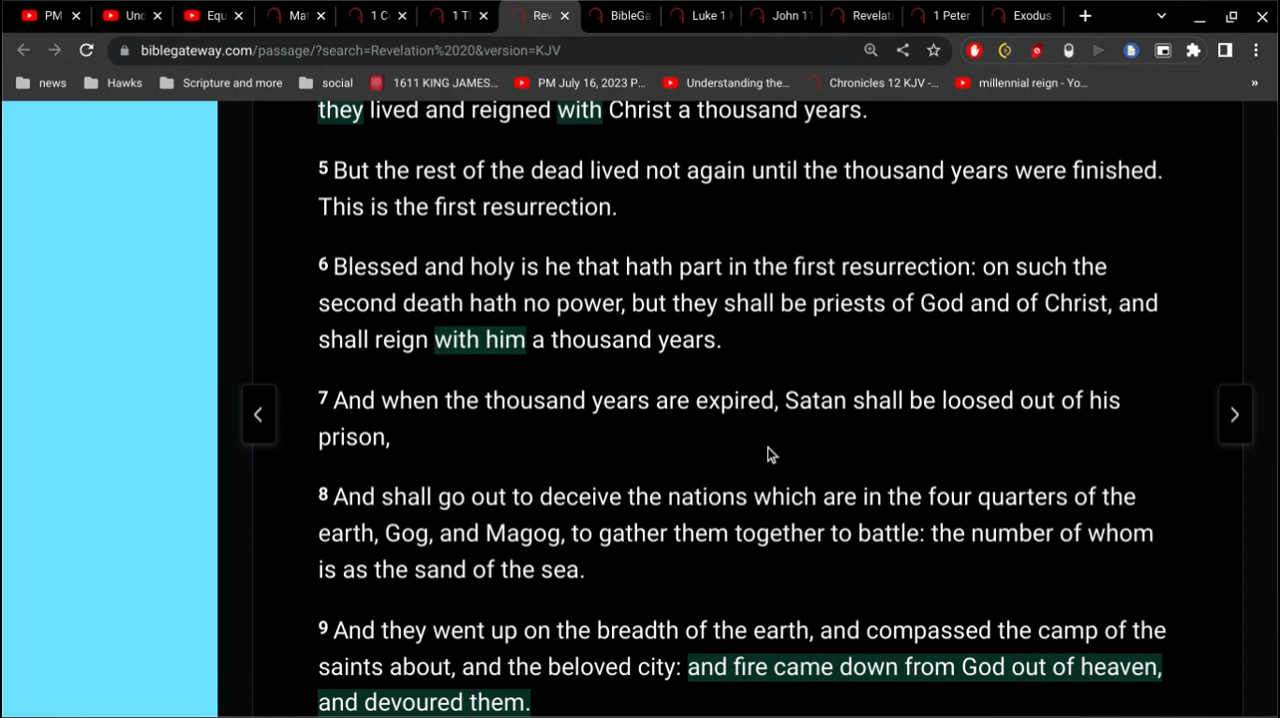 PM
Und
Equ
Mat
1 Co
1 Th
Rev
BibleGa
Luke 1
John 11
Revelati
1 Peter
Exodus
biblegateway.com/passage/?search=Revelation%2020&version=KJV
news
Hawks
Scripture and more
social
1611 KING JAMES...
PM July 16, 2023 P...
Understanding the...
Chronicles 12 KJV -...
millennial reign - Yo...
»
they lived and reigned with Christ a thousand years.
5 But the rest of the dead lived not again until the thousand years were finished.
This is the first resurrection.
6 Blessed and holy is he that hath part in the first resurrection: on such the
second death hath no power, but they shall be priests of God and of Christ, and
shall reign with him a thousand years.
7 And when the thousand years are expired, Satan shall be loosed out of his
prison,
8 And shall go out to deceive the nations which are in the four quarters of the
earth, Gog, and Magog, to gather them together to battle: the number of whom
is as the sand of the sea.
9 And they went up on the breadth of the earth, and compassed the camp of the
saints about, and the beloved city: and fire came down from God out of heaven,
and devoured them.